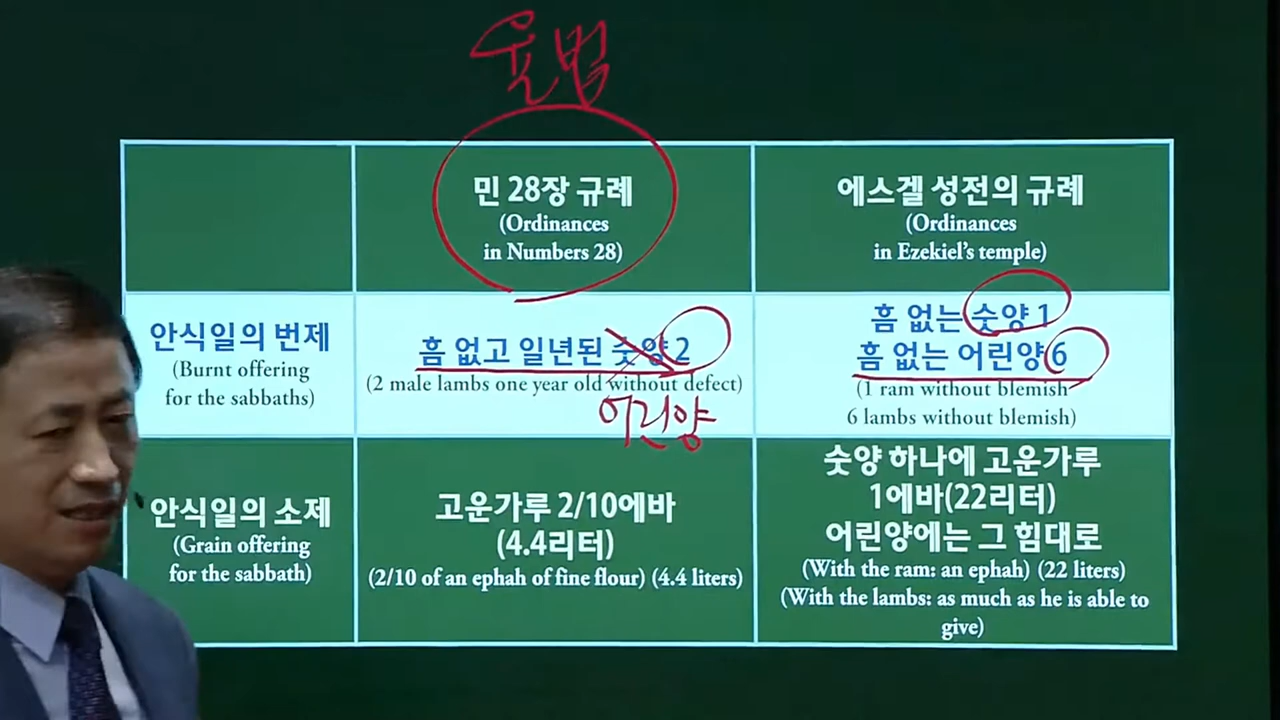 율법
민 28장 규례
(Ordinances
in Numbers 28)
에스겔 성전의 규례
(Ordinances
in Ezekiel's temple)
안식일의 번제
(Burnt offering
for the sabbaths)
흠 없고 일년된 숫양 2
(2 male lambs one year old without defect)
어린양
흠 없는 숫양 1
흠 없는 어린양 6
(1 ram without blemish
6 lambs without blemish)
안식일의 소제
(Grain offering
for the sabbath)
고운가루 2/10에바
(4.4리터)
(2/10 of an ephah of fine flour) (4.4 liters)
숫양 하나에 고운가루
1에바(22리터)
어린양에는 그 힘대로
(With the ram: an ephah) (22 liters)
(With the lambs: as much as he is able to
give)